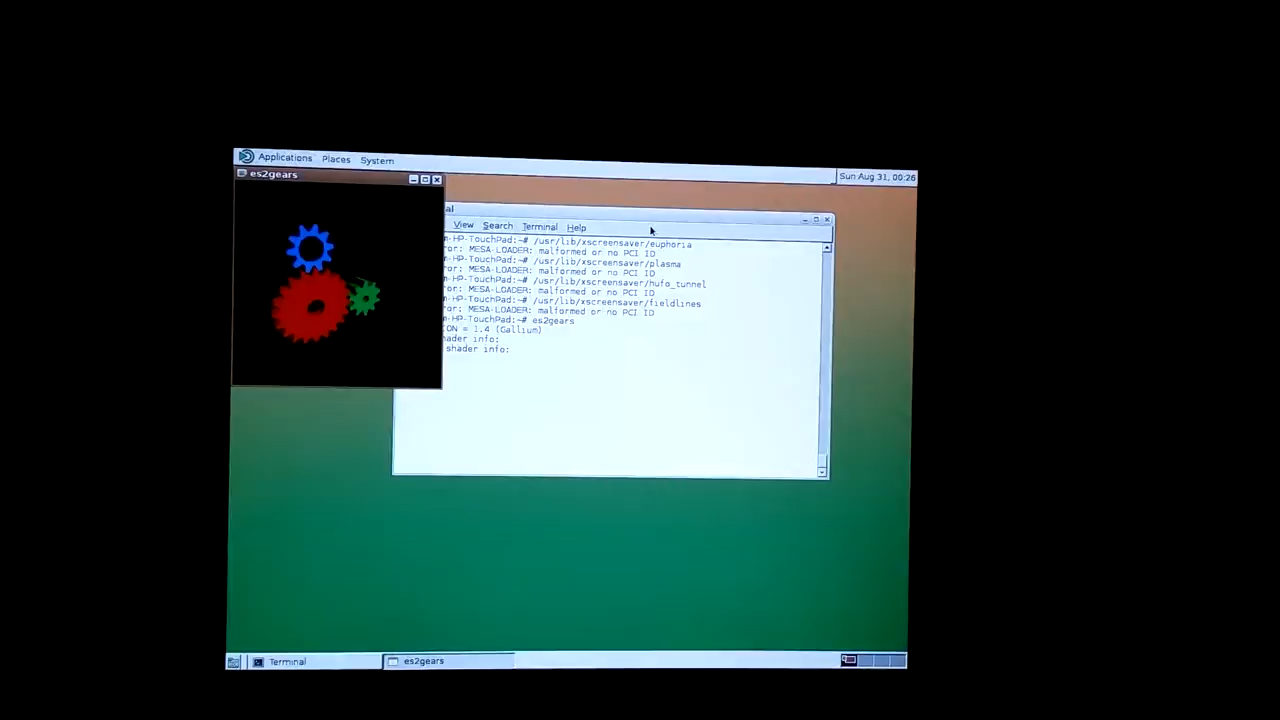 Applications Places System
Sun Aug 31, 00:26
es2gears
al
View Search Terminal Help
m-HP-TouchPad:~# /usr/lib/xscreensaver/euphoria
ror: MESA-LOADER: malformed or no PCI ID
m-HP-TouchPad:~# /usr/lib/xscreensaver/plasma
ror: MESA-LOADER: malformed or no PCI ID
m-HP-TouchPad:~# /usr/lib/xscreensaver/hufo_tunnel
ror: MESA-LOADER: malformed or no PCI ID
m-HP-TouchPad:~# /usr/lib/xscreensaver/fieldlines
ror: MESA-LOADER: malformed or no PCI ID
m-HP-TouchPad:~# es2gears
ION = 1.4 (Gallium)
hader info:
shader info:
Terminal
es2gears